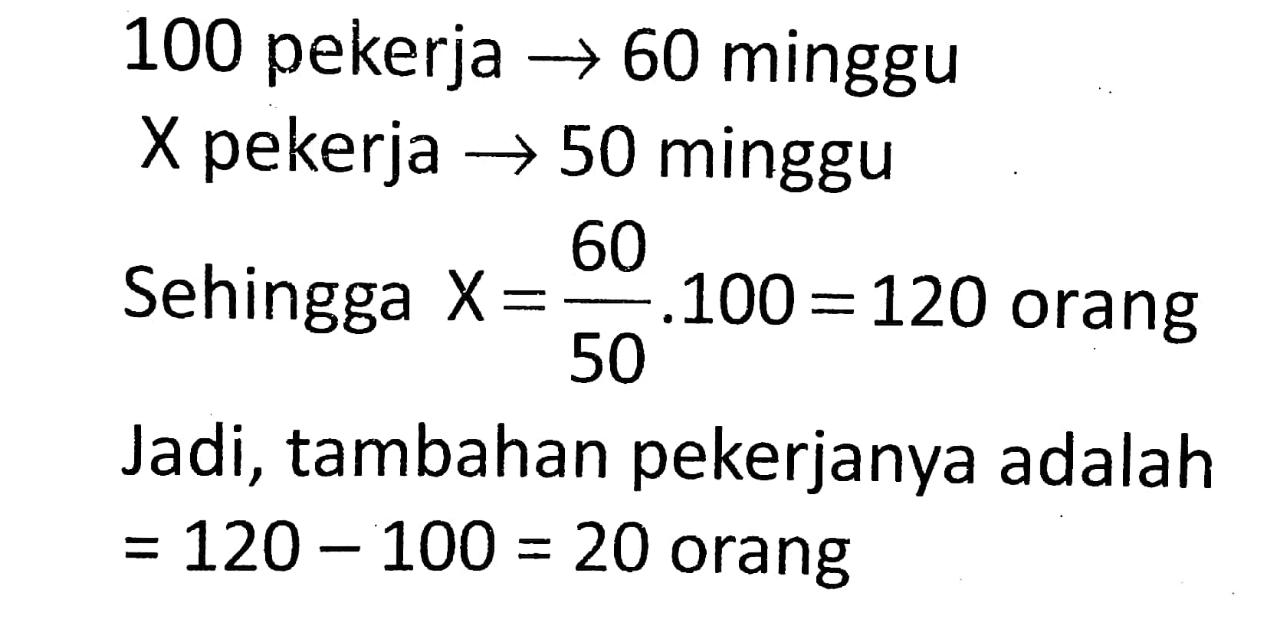 100 pekerja → 60 minggu
X pekerja → 50 minggu
Sehingga X = 60/50 .100 = 120 orang
Jadi, tambahan pekerjanya adalah
= 120 – 100 = 20 orang